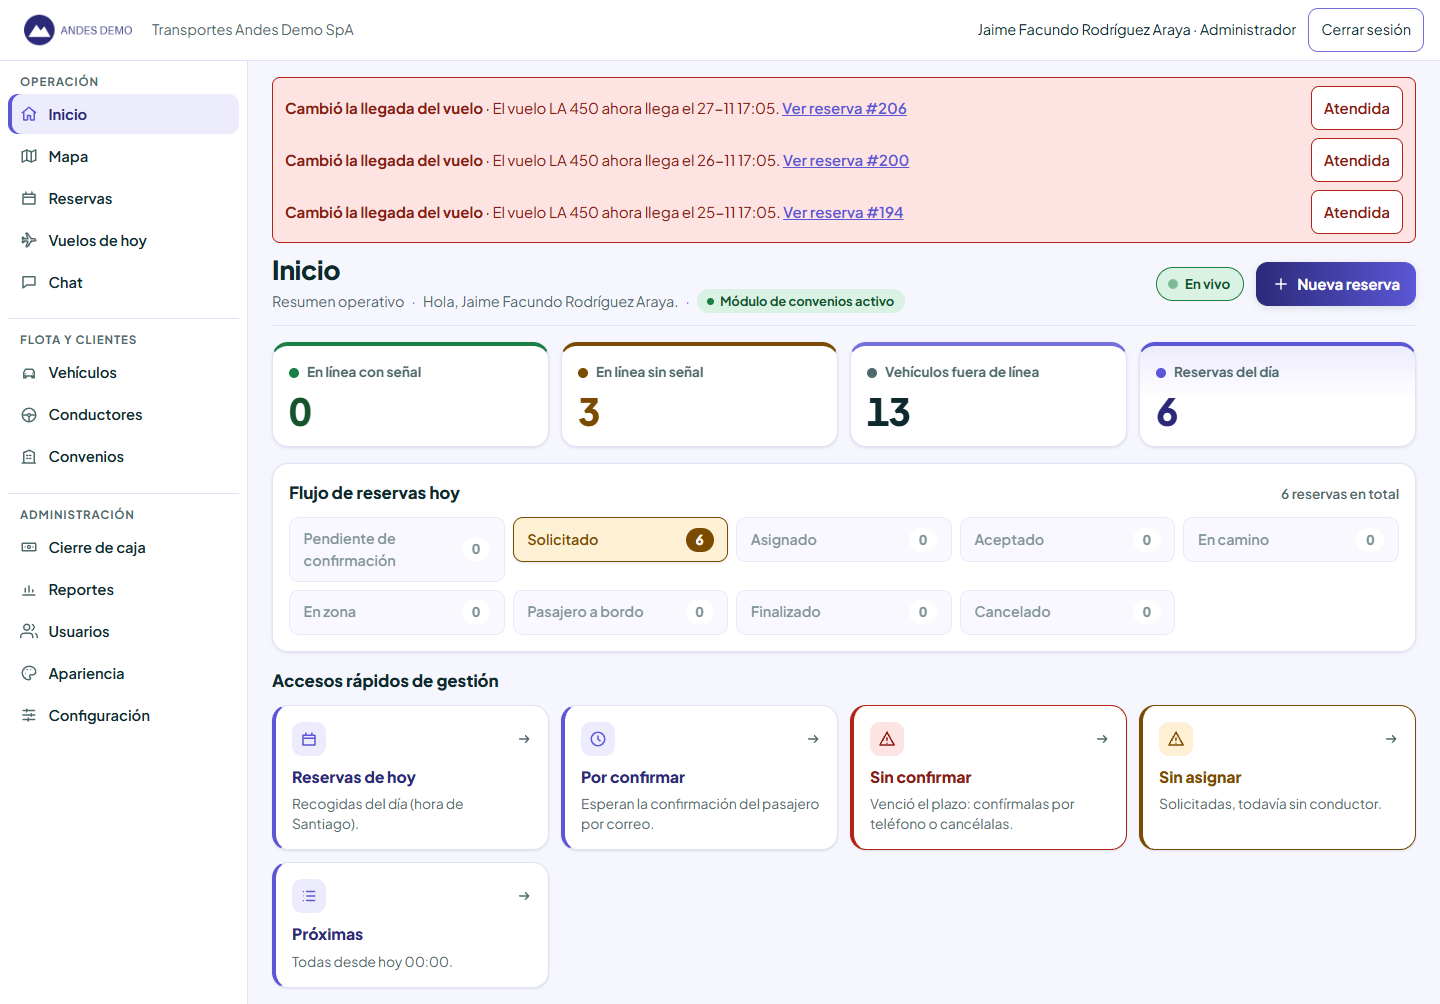 ANDES DEMO
Transportes Andes Demo SpA
Jaime Facundo Rodríguez Araya · Administrador
Cerrar sesión
OPERACIÓN
Inicio
Mapa
Reservas
Vuelos de hoy
Chat
FLOTA Y CLIENTES
Vehículos
Conductores
Convenios
ADMINISTRACIÓN
Cierre de caja
Reportes
Usuarios
Apariencia
Configuración
Cambió la llegada del vuelo · El vuelo LA 450 ahora llega el 27-11 17:05. Ver reserva #206
Atendida
Cambió la llegada del vuelo · El vuelo LA 450 ahora llega el 26-11 17:05. Ver reserva #200
Atendida
Cambió la llegada del vuelo · El vuelo LA 450 ahora llega el 25-11 17:05. Ver reserva #194
Atendida
Inicio
Resumen operativo · Hola, Jaime Facundo Rodríguez Araya. · Módulo de convenios activo
En vivo
+ Nueva reserva
En línea con señal
0
En línea sin señal
3
Vehículos fuera de línea
13
Reservas del día
6
Flujo de reservas hoy
6 reservas en total
Pendiente de
confirmación
0
Solicitado 6
Asignado 0
Aceptado 0
En camino 0
En zona 0
Pasajero a bordo 0
Finalizado 0
Cancelado 0
Accesos rápidos de gestión
Reservas de hoy
Recogidas del día (hora de
Santiago).
Por confirmar
Esperan la confirmación del pasajero
por correo.
Sin confirmar
Venció el plazo: confírmalas por
teléfono o cancélalas.
Sin asignar
Solicitadas, todavía sin conductor.
Próximas
Todas desde hoy 00:00.